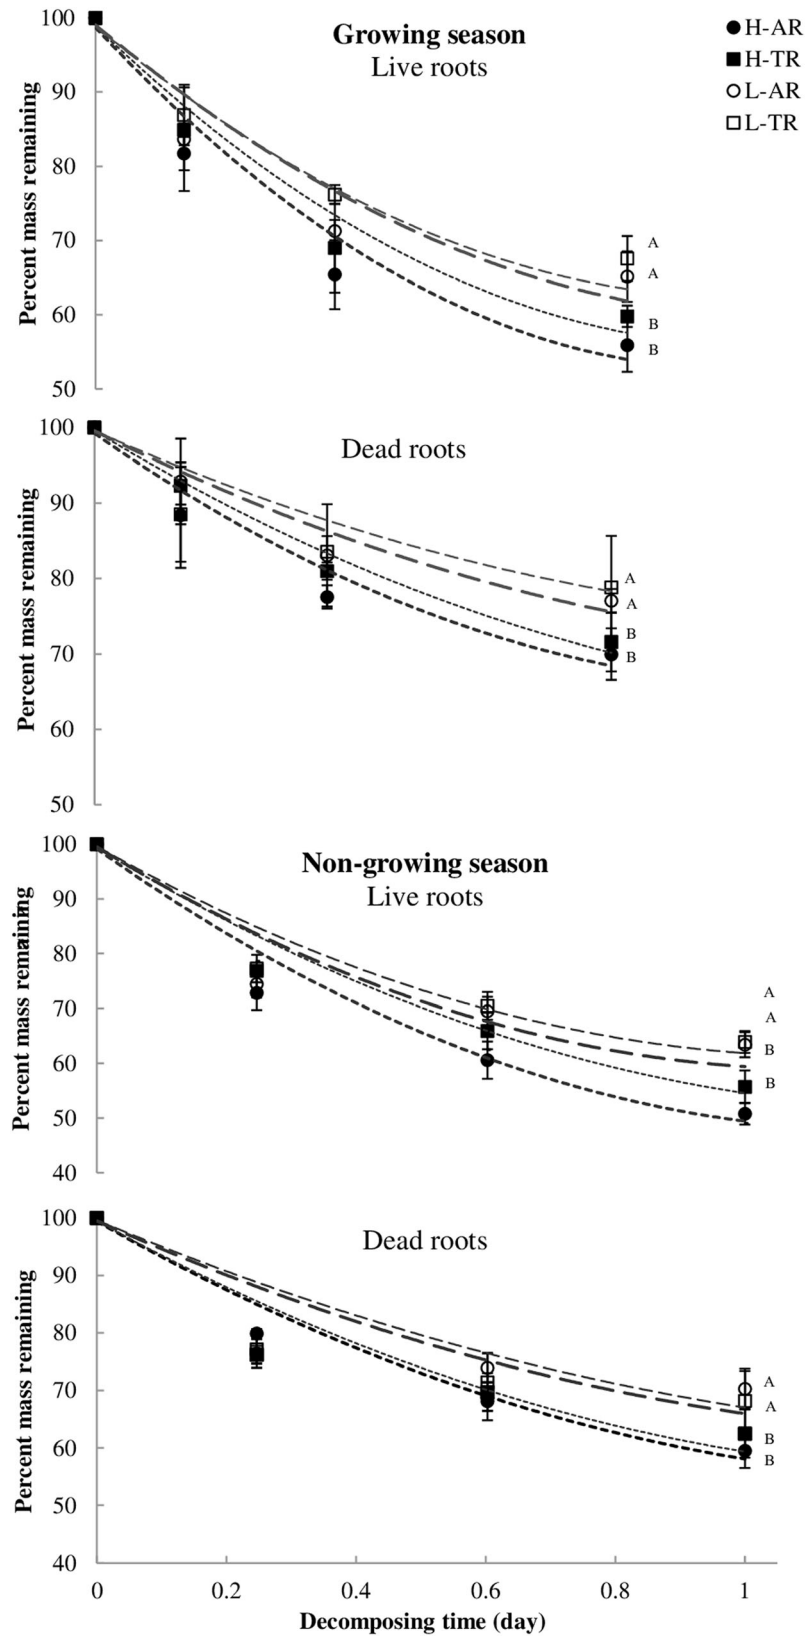 Growing season
Live roots
H-AR
H-TR
L-AR
L-TR
Percent mass remaining
100
90
80
70
60
50
A
A
B
B
Dead roots
Percent mass remaining
100
90
80
70
60
50
A
A
B
B
Non-growing season
Live roots
Percent mass remaining
100
90
80
70
60
50
40
A
A
B
B
Dead roots
Percent mass remaining
100
90
80
70
60
50
40
A
A
B
B
0 0.2 0.4 0.6 0.8 1
Decomposing time (day)